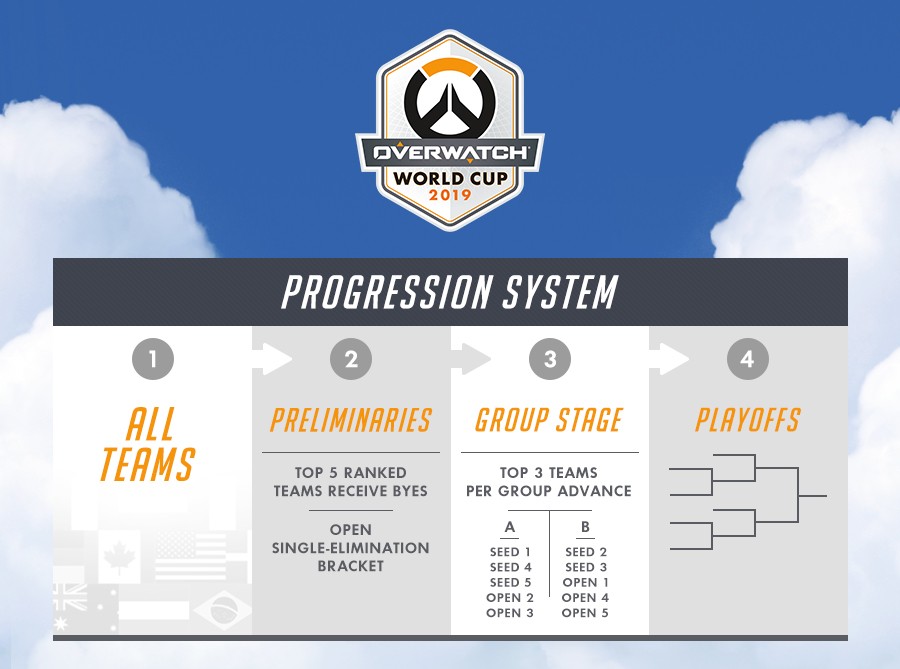 OVERWATCH
WORLD CUP
2019
PROGRESSION SYSTEM
1
ALL
TEAMS
2
PRELIMINARIES
TOP 5 RANKED
TEAMS RECEIVE BYES
OPEN
SINGLE-ELIMINATION
BRACKET
3
GROUP STAGE
TOP 3 TEAMS
PER GROUP ADVANCE
A
SEED 1
SEED 4
SEED 5
OPEN 2
OPEN 3
B
SEED 2
SEED 3
OPEN 1
OPEN 4
OPEN 5
4
PLAYOFFS